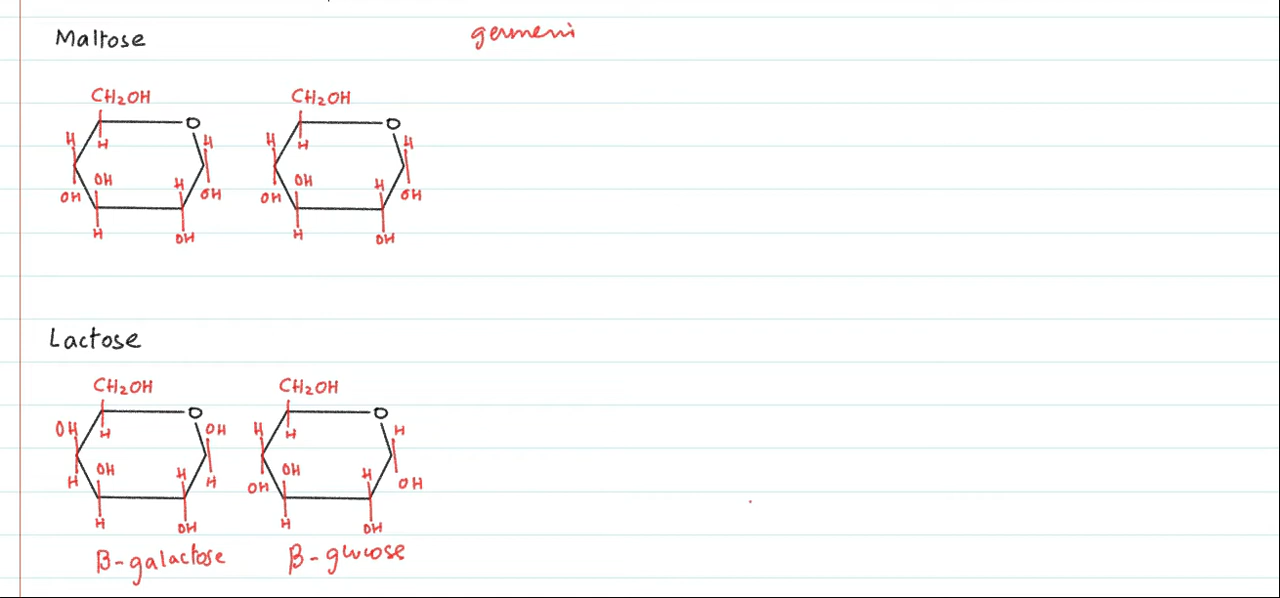 Maltose
germeni
CH2OH CH2OH
O O
H H H H H H
OH H OH H
OH OH OH OH
H OH H OH
Lactose
CH2OH CH2OH
O O
OH H OH H H H
OH H OH H
H H OH OH
H OH H OH
β-galactose β-glucose